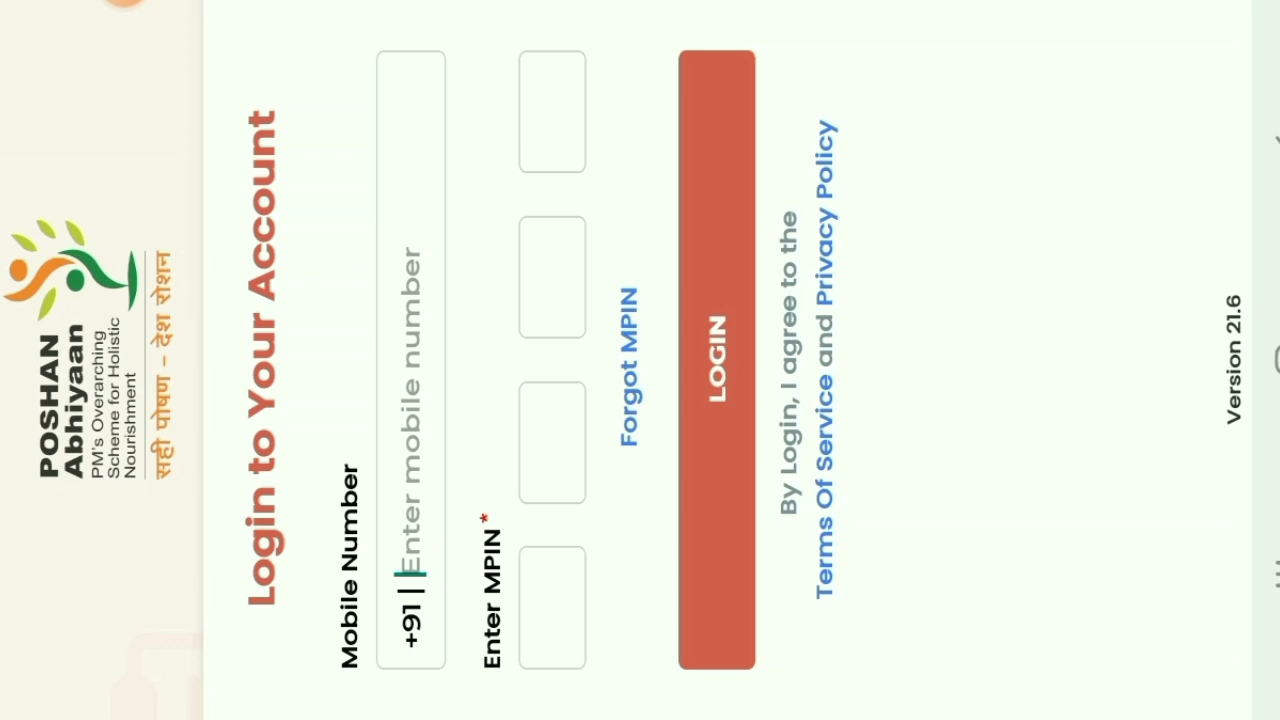 POSHAN
Abhiyaan
PM's Overarching
Scheme for Holistic
Nourishment
सही पोषण - देश रोशन
Login to Your Account
Mobile Number
+91 | Enter mobile number
Enter MPIN *
Forgot MPIN
LOGIN
By Login, I agree to the
Terms Of Service and Privacy Policy
Version 21.6